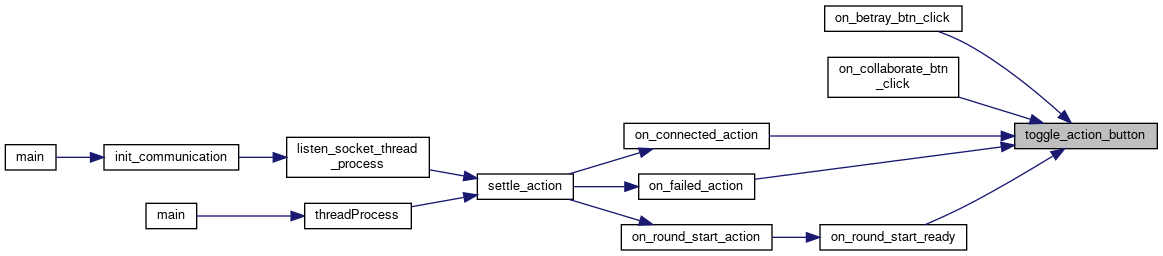 on_betray_btn_click
on_collaborate_btn
_click
toggle_action_button
on_connected_action
main
init_communication
listen_socket_thread
_process
settle_action
on_failed_action
main
threadProcess
on_round_start_action
on_round_start_ready